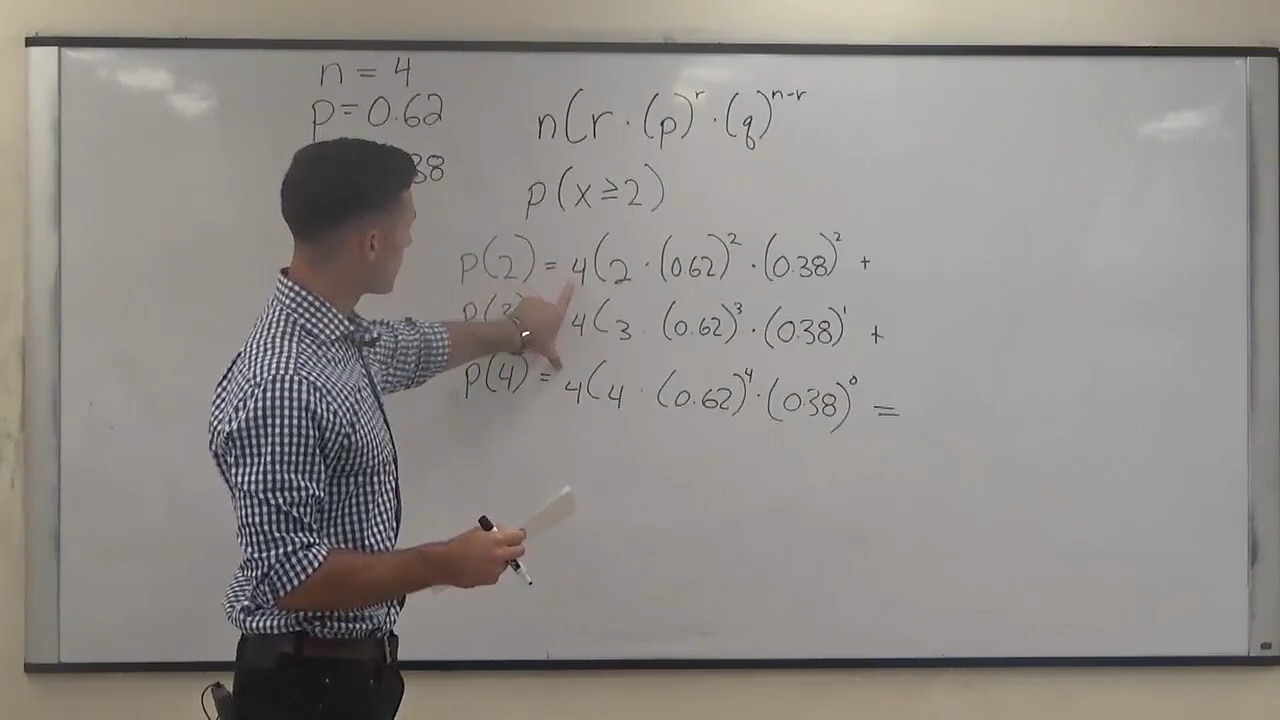 n = 4
p = 0.62
38
nCr · (p)^r · (q)^n-r
p(x ≥ 2)
p(2) = 4C2 · (0.62)^2 · (0.38)^2 +
p(3) 4C3 · (0.62)^3 · (0.38)^1 +
p(4) = 4C4 · (0.62)^4 · (0.38)^0 =